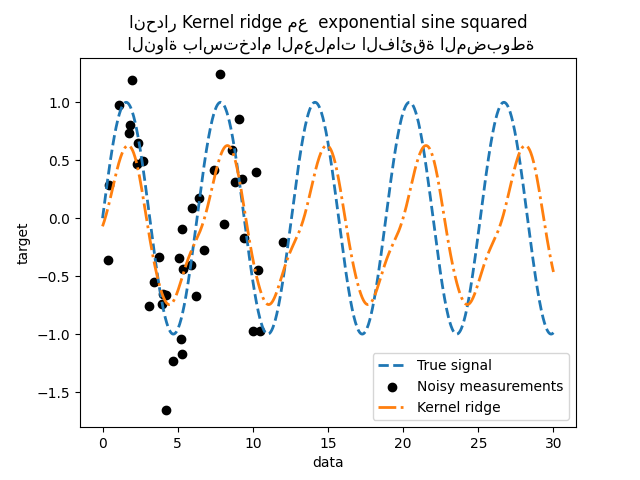 انحدار Kernel ridge مع  exponential sine squared
النواة باستخدام المعلمات الفائقة المضبوطة
1.0
0.5
0.0
−0.5
−1.0
−1.5
target
0 5 10 15 20 25 30
data
True signal
Noisy measurements
Kernel ridge